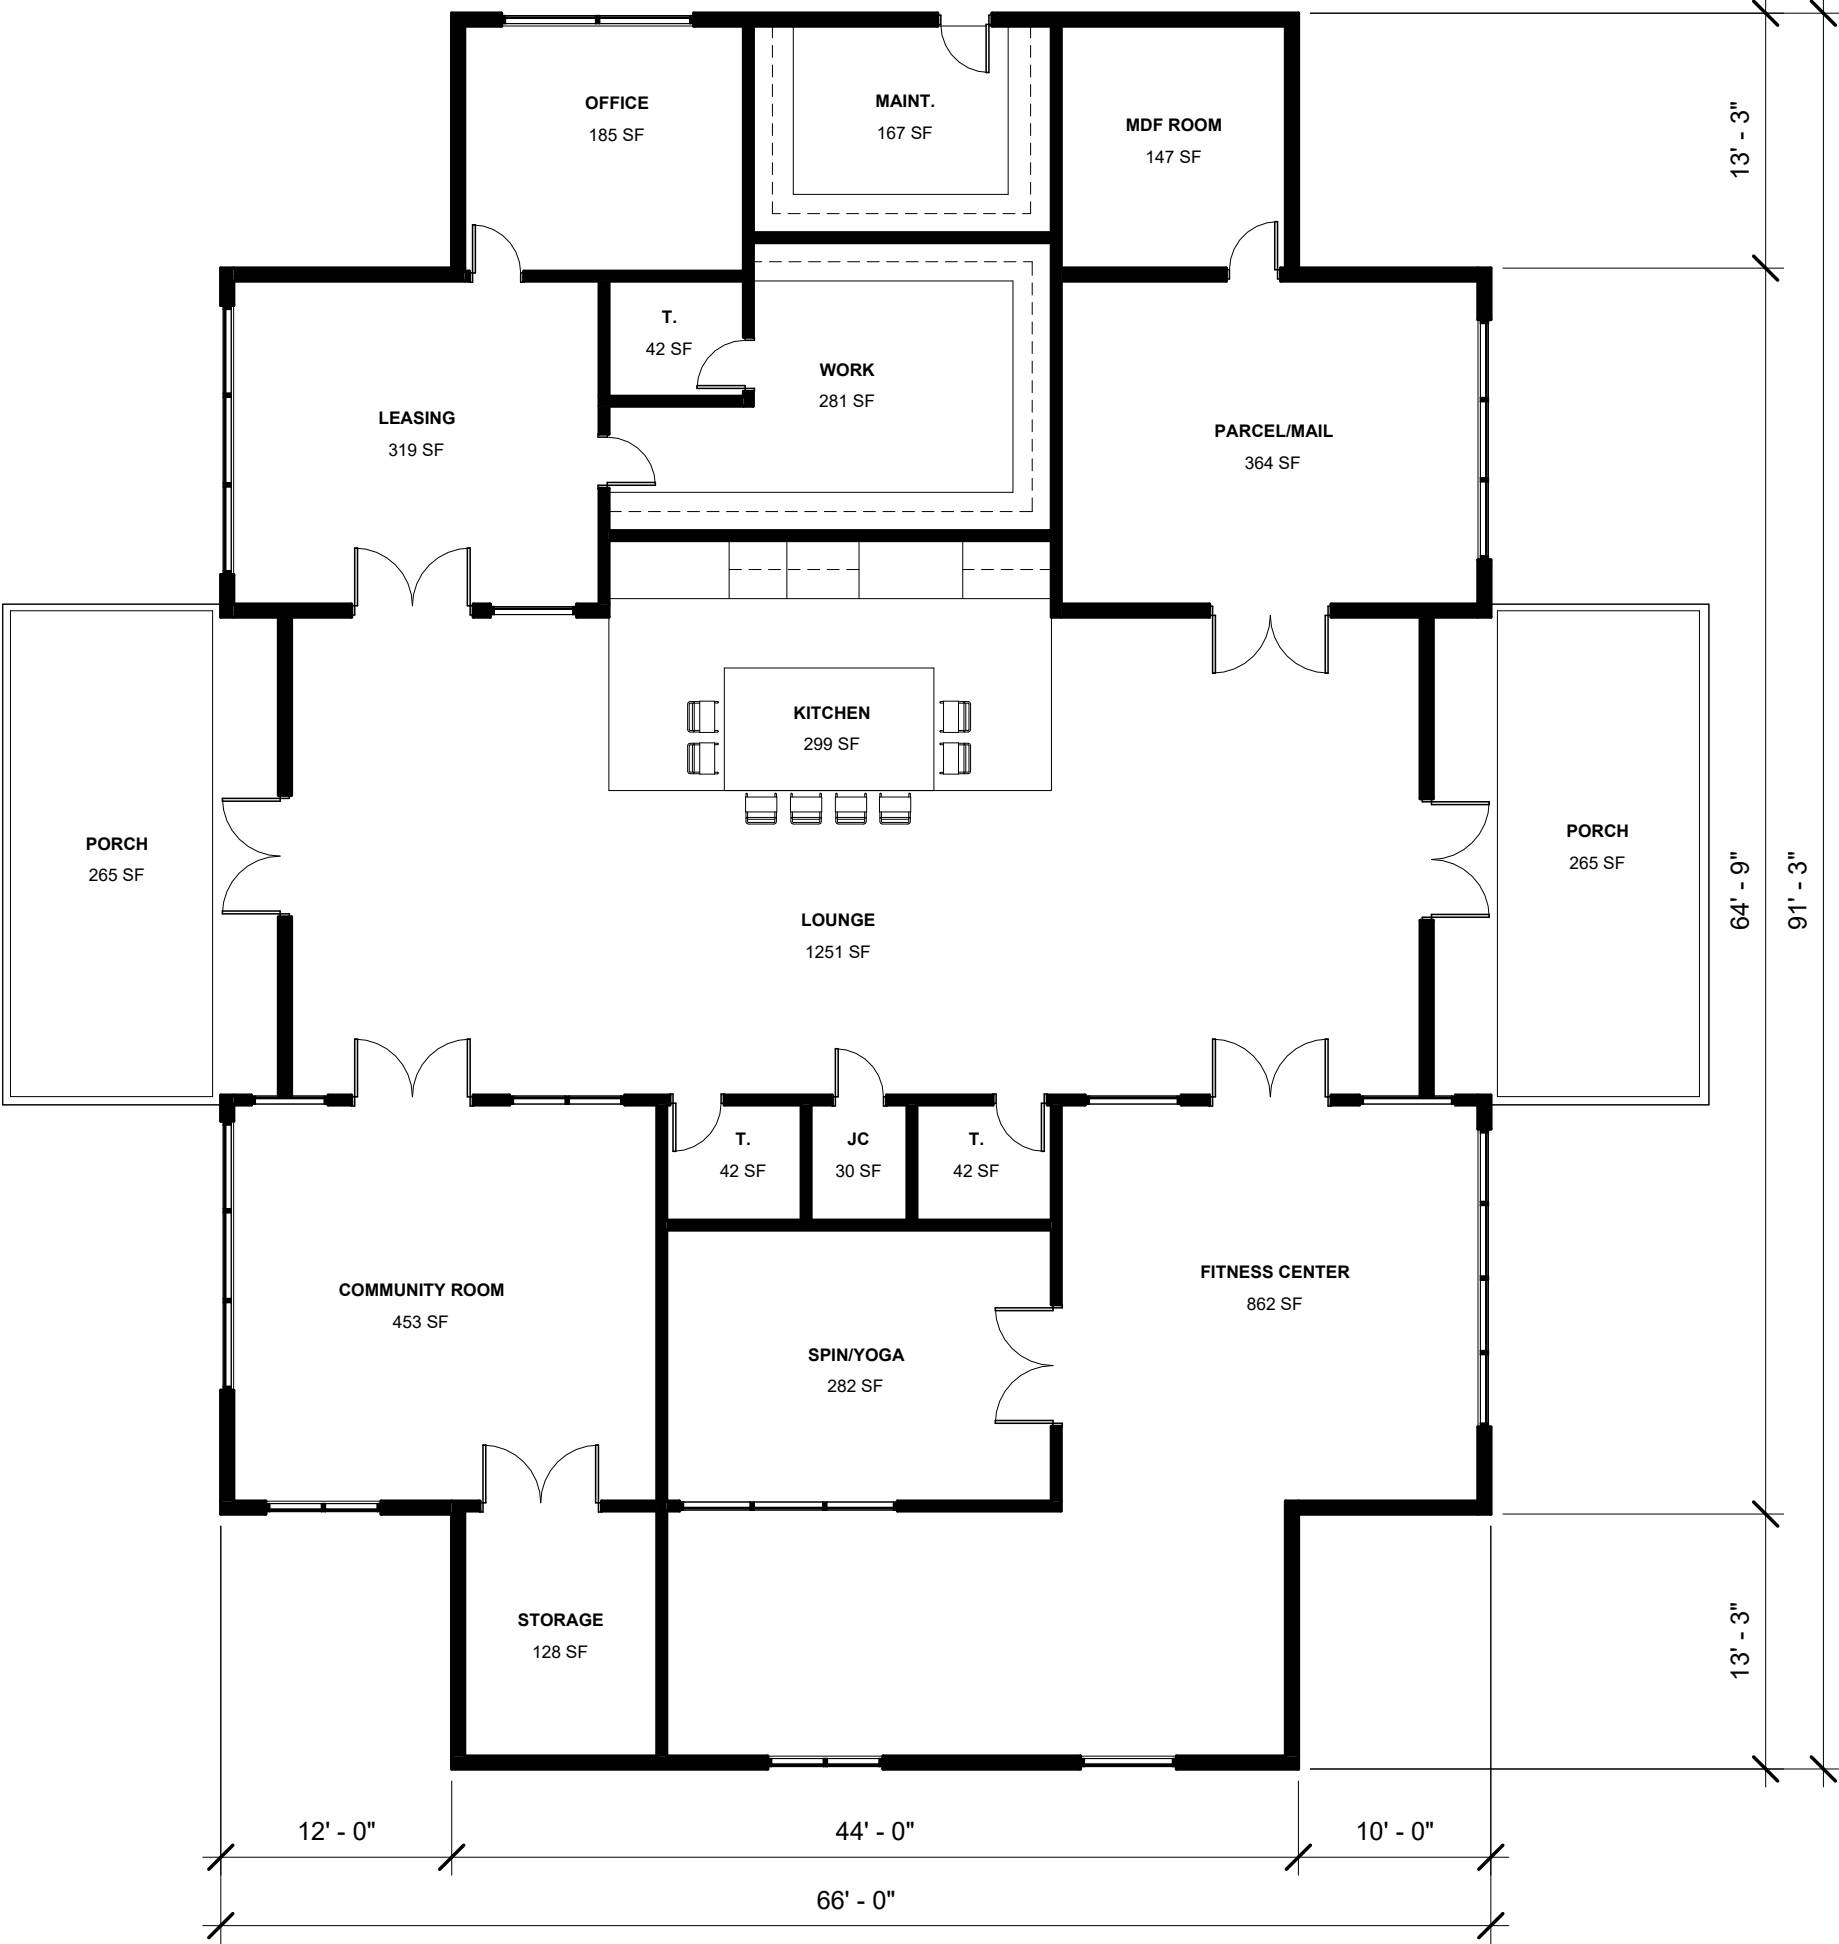 OFFICE
185 SF
MAINT.
167 SF
MDF ROOM
147 SF
13' - 3"
T.
42 SF
WORK
281 SF
LEASING
319 SF
PARCEL/MAIL
364 SF
KITCHEN
299 SF
PORCH
265 SF
PORCH
265 SF
64' - 9"
91' - 3"
LOUNGE
1251 SF
T.
42 SF
JC
30 SF
T.
42 SF
COMMUNITY ROOM
453 SF
FITNESS CENTER
862 SF
SPIN/YOGA
282 SF
STORAGE
128 SF
13' - 3"
12' - 0"
44' - 0"
10' - 0"
66' - 0"